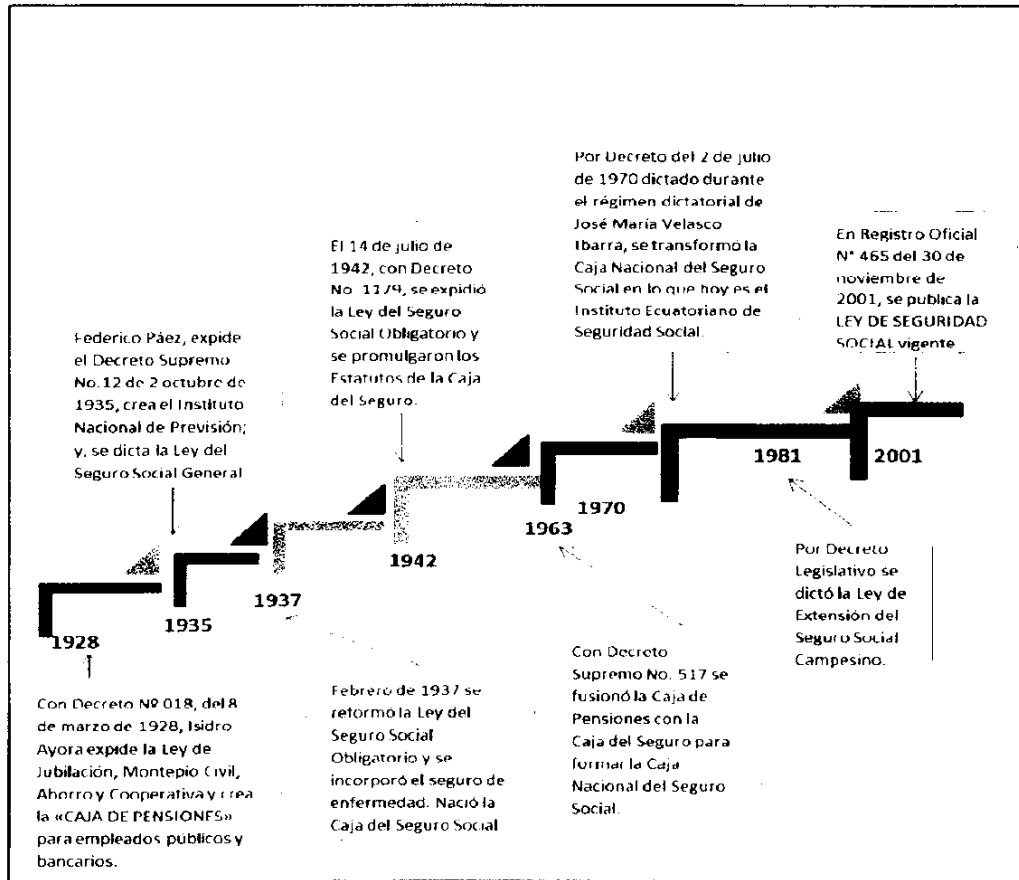 Por Decreto del 2 de julio
de 1970 dictado durante
el régimen dictatorial de
José María Velasco
Ibarra, se transformó la
Caja Nacional del Seguro
Social en lo que hoy es el
Instituto Ecuatoriano de
Seguridad Social.
En Registro Oficial
N° 465 del 30 de
noviembre de
2001, se publica la
LEY DE SEGURIDAD
SOCIAL vigente
El 14 de julio de
1942, con Decreto
No. 1179, se expidió
la Ley del Seguro
Social Obligatorio y
se promulgaron los
Estatutos de la Caja
del Seguro.
Federico Páez, expide
el Decreto Supremo
No.12 de 2 octubre de
1935, crea el Instituto
Nacional de Previsión;
y, se dicta la Ley del
Seguro Social General
1928
1935
1937
1942
1963
1970
1981
2001
Con Decreto Nº 018, del 8
de marzo de 1928, Isidro
Ayora expide la Ley de
Jubilación, Montepio Civil,
Ahorro y Cooperativa y crea
la «CAJA DE PENSIONES»
para empleados públicos y
bancarios.
Febrero de 1937 se
reformó la Ley del
Seguro Social
Obligatorio y se
incorporó el seguro de
enfermedad. Nació la
Caja del Seguro Social
Con Decreto
Supremo No. 517 se
fusionó la Caja de
Pensiones con la
Caja del Seguro para
formar la Caja
Nacional del Seguro
Social.
Por Decreto
Legislativo se
dictó la Ley de
Extensión del
Seguro Social
Campesino.